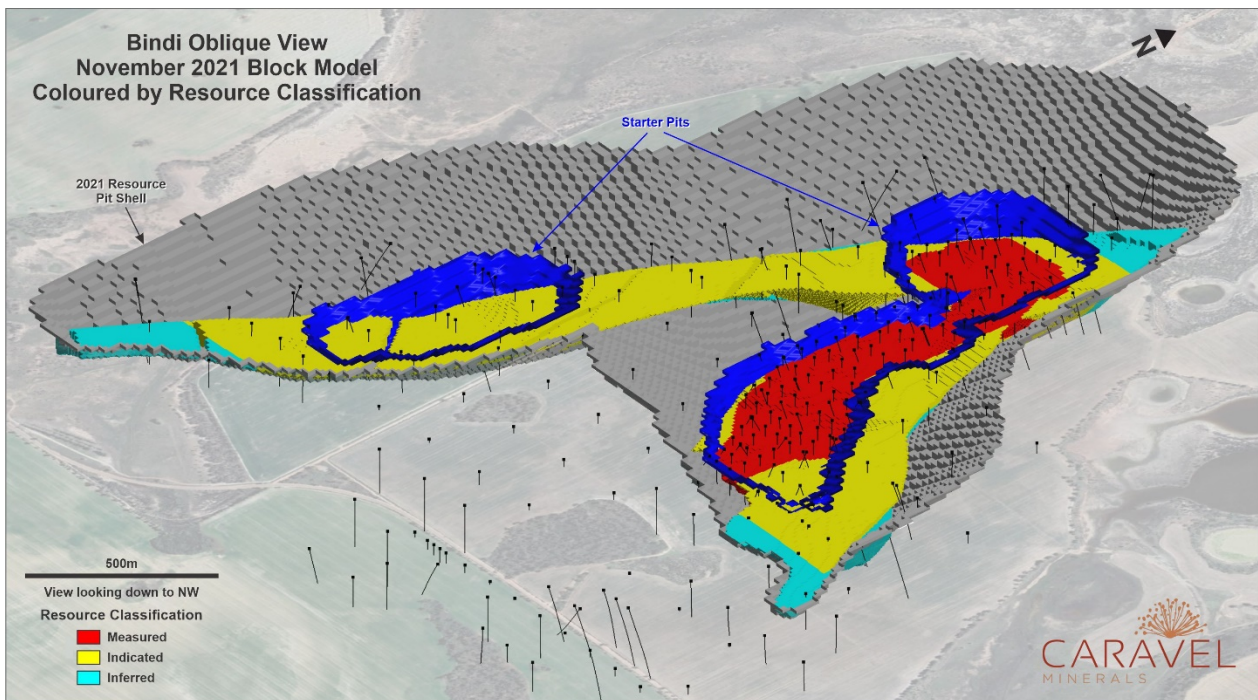 Bindi Oblique View
November 2021 Block Model
Coloured by Resource Classification
N
Starter Pits
2021 Resource
Pit Shell
500m
View looking down to NW
Resource Classification
Measured
Indicated
Inferred
CARAVEL
MINERALS